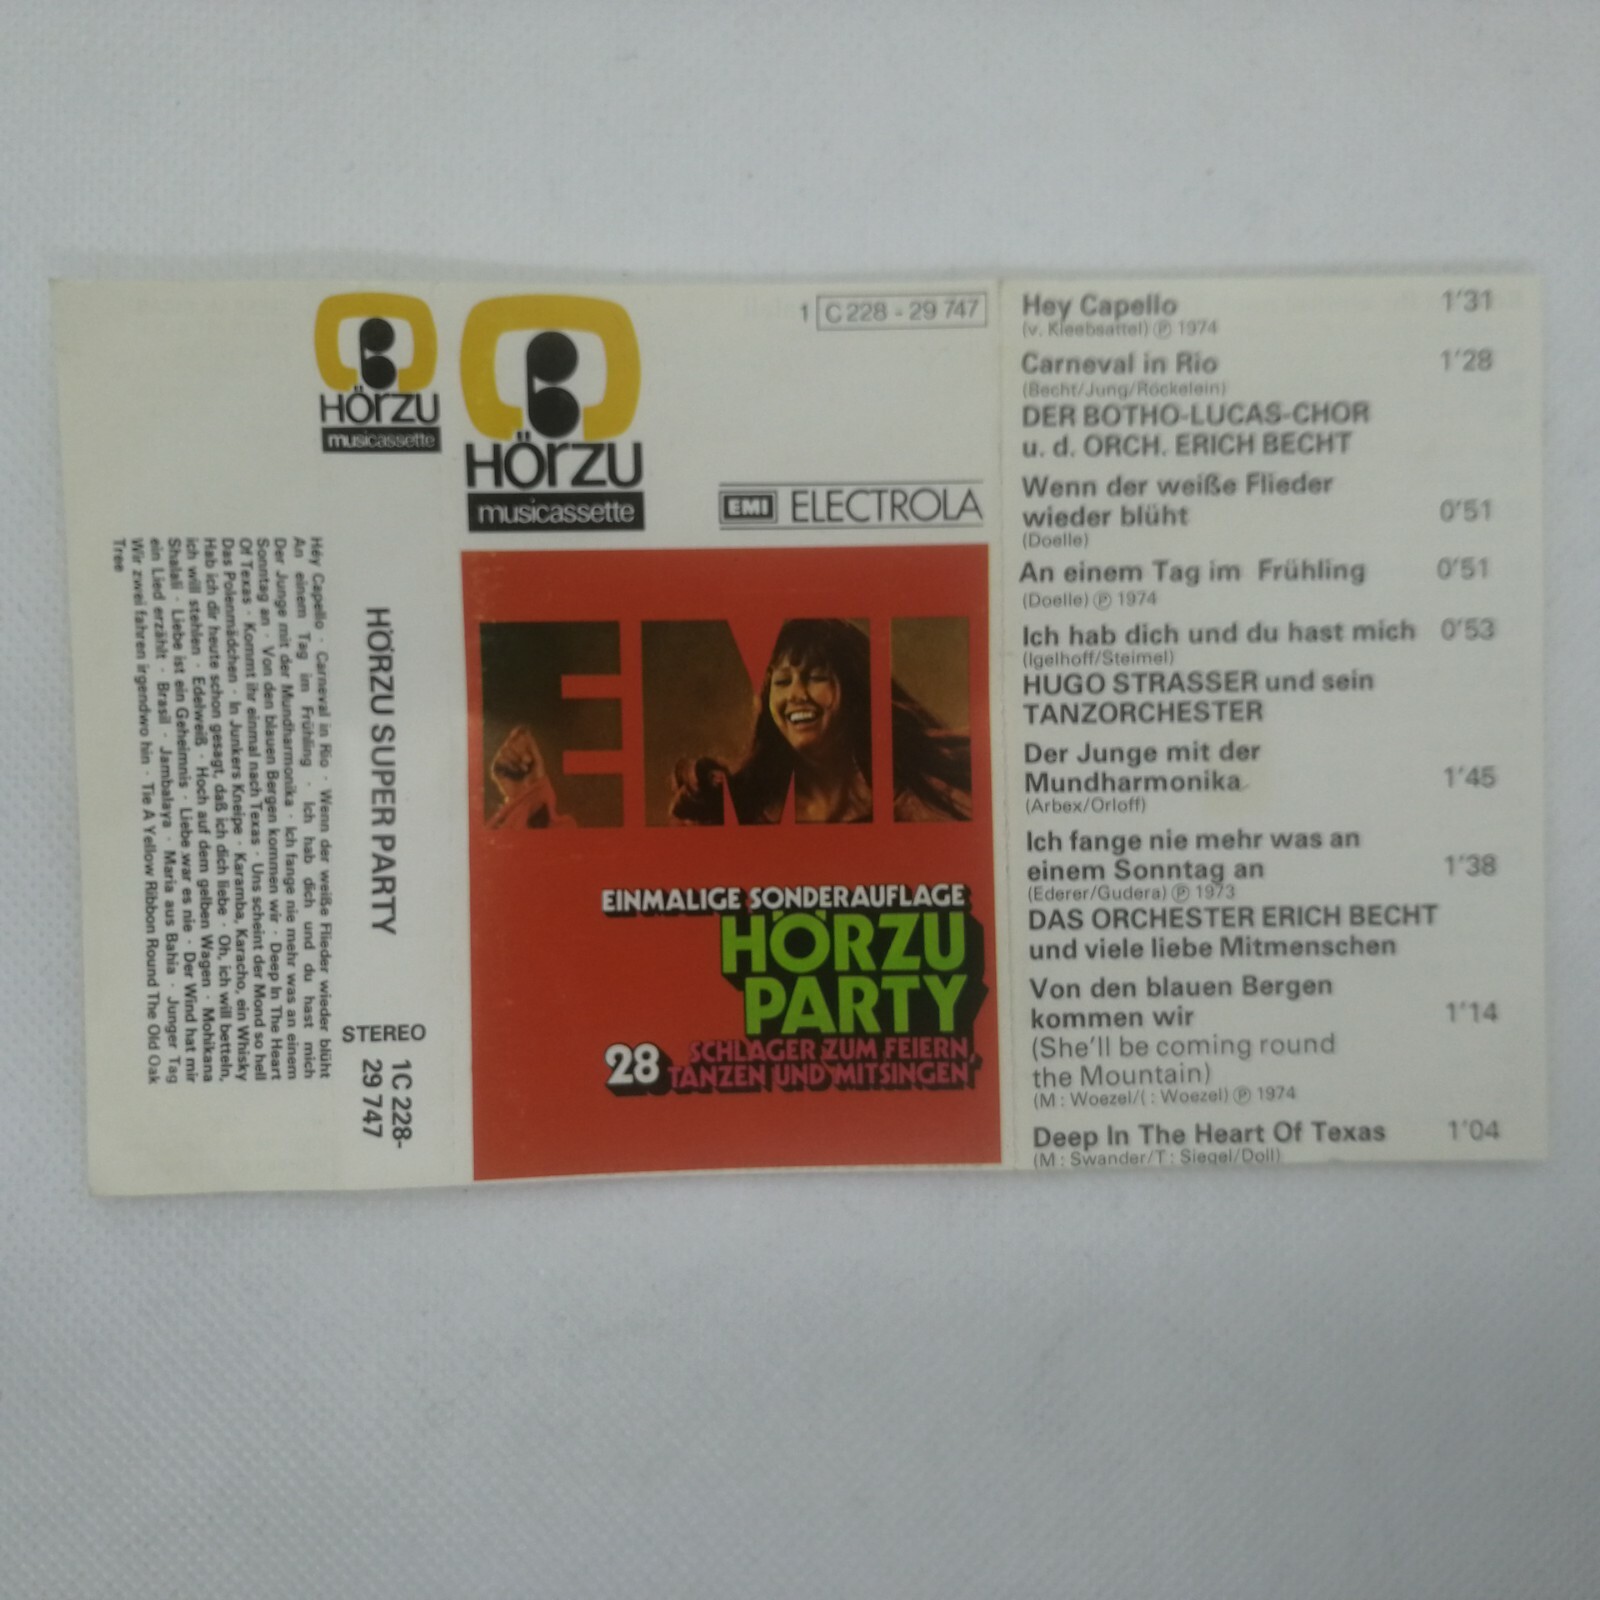 HÖRZU
musicassette
Hey Capello · Carneval in Rio · Wenn der weiße Flieder wieder blüht
An einem Tag im Frühling · Ich hab dich und du hast mich
Der Junge mit der Mundharmonika · Ich fange nie mehr was an einem
Sonntag an · Von den blauen Bergen kommen wir · Deep In The Heart
Of Texas · Kommt ihr einmal nach Texas · Uns scheint der Mond so hell
Das Polenmädchen · In Junkers Kneipe · Karamba, Karacho, ein Whisky
Hab ich dir heute schon gesagt, daß ich dich liebe · Oh, ich will betteln,
ich will stehlen · Edelweiß · Hoch auf dem gelben Wagen · Mohikana
Shalali · Liebe ist ein Geheimnis · Liebe war es nie · Der Wind hat mir
ein Lied erzählt · Brasil · Jambalaya · Maria aus Bahia · Junger Tag
Wir zwei fahren irgendwo hin · Tie A Yellow Ribbon Round The Old Oak
Tree
HÖRZU SUPER PARTY
STEREO
1C 228-
29 747
HÖRZU
musicassette
1 C 228 - 29 747
EMI ELECTROLA
EMI
EINMALIGE SONDERAUFLAGE
HÖRZU
PARTY
28 SCHLAGER ZUM FEIERN,
TANZEN UND MITSINGEN
Hey Capello 1'31
(v. Kleebsattel) ℗ 1974
Carneval in Rio 1'28
(Becht/Jung/Röckelein)
DER BOTHO-LUCAS-CHOR
u. d. ORCH. ERICH BECHT
Wenn der weiße Flieder
wieder blüht 0'51
(Doelle)
An einem Tag im Frühling 0'51
(Doelle) ℗ 1974
Ich hab dich und du hast mich 0'53
(Igelhoff/Steimel)
HUGO STRASSER und sein
TANZORCHESTER
Der Junge mit der
Mundharmonika 1'45
(Arbex/Orloff)
Ich fange nie mehr was an
einem Sonntag an 1'38
(Ederer/Gudera) ℗ 1973
DAS ORCHESTER ERICH BECHT
und viele liebe Mitmenschen
Von den blauen Bergen
kommen wir 1'14
(She'll be coming round
the Mountain)
(M : Woezel/( : Woezel) ℗ 1974
Deep In The Heart Of Texas 1'04
(M : Swander/T : Siegel/Doll)